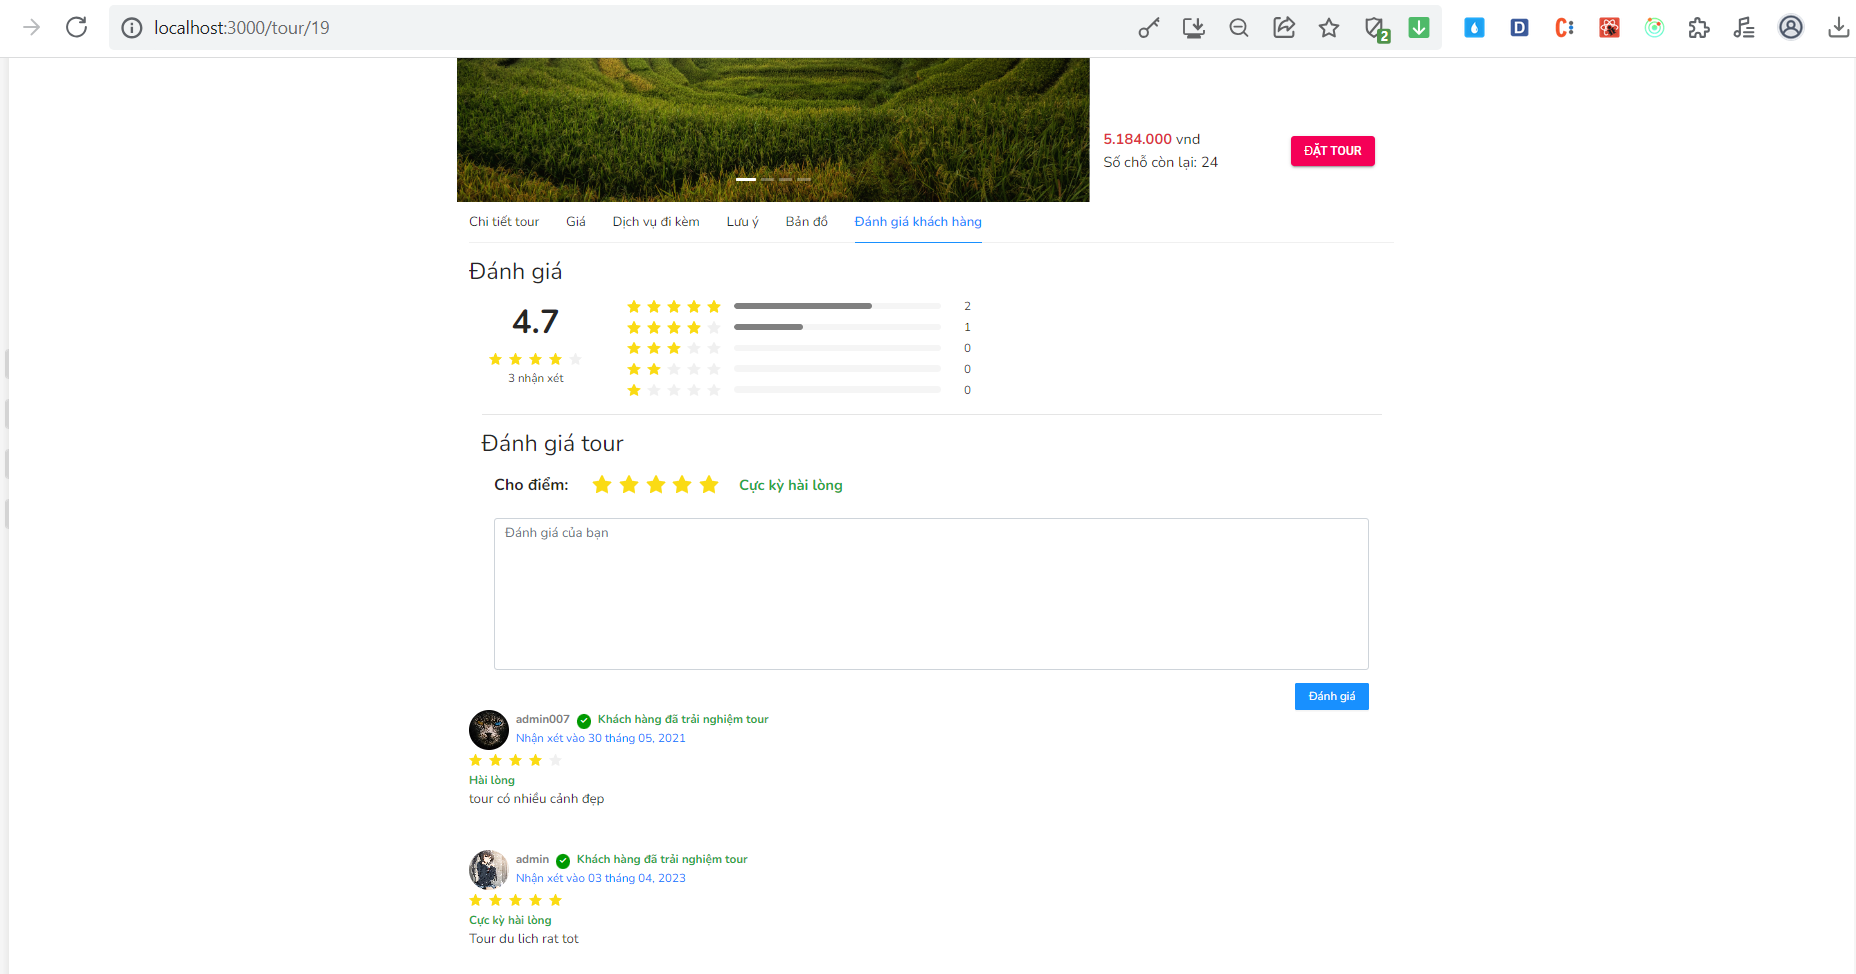 localhost:3000/tour/19
2
D
C
5.184.000 vnd
Số chỗ còn lại: 24
ĐẶT TOUR
Chi tiết tour Giá Dịch vụ đi kèm Lưu ý Bản đồ Đánh giá khách hàng
Đánh giá
4.7
3 nhận xét
2
1
0
0
0
Đánh giá tour
Cho điểm: Cực kỳ hài lòng
Đánh giá của bạn
Đánh giá
admin007 Khách hàng đã trải nghiệm tour
Nhận xét vào 30 tháng 05, 2021
Hài lòng
tour có nhiều cảnh đẹp
admin Khách hàng đã trải nghiệm tour
Nhận xét vào 03 tháng 04, 2023
Cực kỳ hài lòng
Tour du lich rat tot